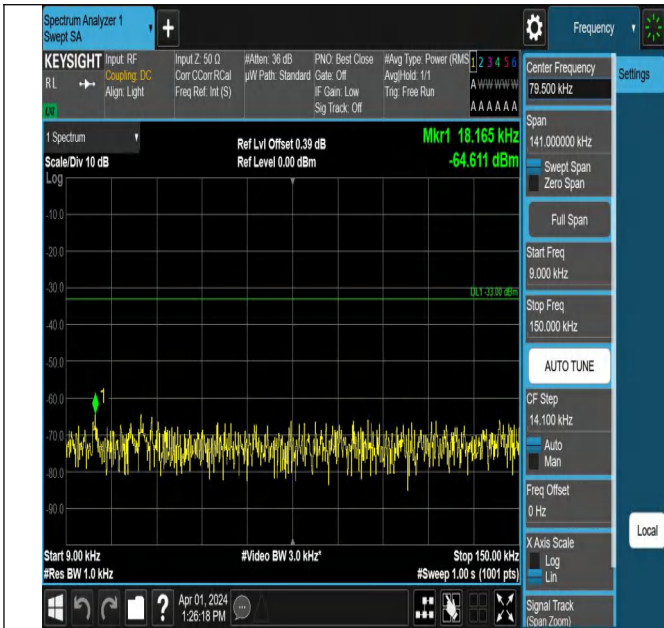 Spectrum Analyzer 1
Swept SA
Frequency
KEYSIGHT
RL
Input: RF
Coupling: DC
Align: Light
Input Z: 50 Ω
Corr CCorr RCal
Freq Ref: Int (S)
#Atten: 36 dB
µW Path: Standard
PNO: Best Close
Gate: Off
IF Gain: Low
Sig Track: Off
#Avg Type: Power (RMS
Avg|Hold: 1/1
Trig: Free Run
1 2 3 4 5 6
A W W W W W
A A A A A A
LXI
1 Spectrum
Scale/Div 10 dB
Log
Ref Lvl Offset 0.39 dB
Ref Level 0.00 dBm
Mkr1 18.165 kHz
-64.611 dBm
-10.0
-20.0
-30.0
DL1 -33.00 dBm
-40.0
-50.0
-60.0
1
-70.0
-80.0
-90.0
Start 9.00 kHz
#Res BW 1.0 kHz
#Video BW 3.0 kHz*
Stop 150.00 kHz
#Sweep 1.00 s (1001 pts)
Apr 01, 2024
1:26:18 PM
Center Frequency
79.500 kHz
Settings
Span
141.000000 kHz
Swept Span
Zero Span
Full Span
Start Freq
9.000 kHz
Stop Freq
150.000 kHz
AUTO TUNE
CF Step
14.100 kHz
Auto
Man
Freq Offset
0 Hz
Local
X Axis Scale
Log
Lin
Signal Track
(Span Zoom)